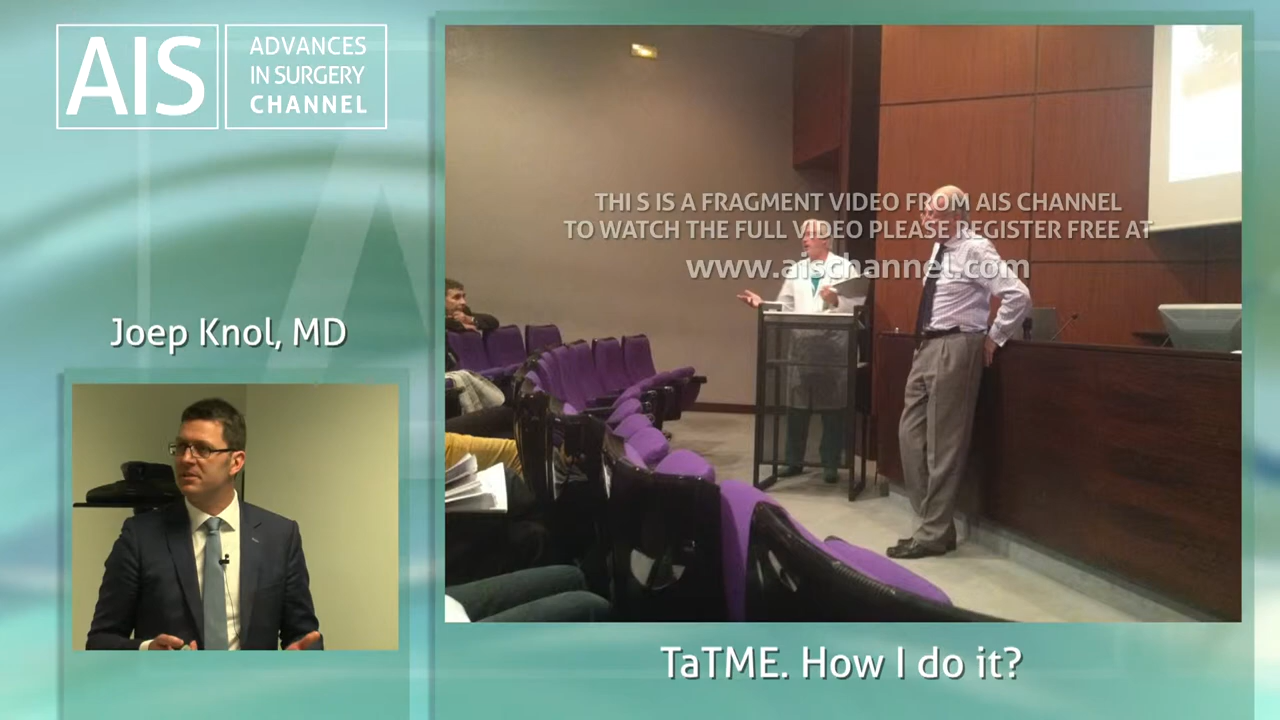 AIS
ADVANCES
IN SURGERY
CHANNEL
THI S IS A FRAGMENT VIDEO FROM AIS CHANNEL
TO WATCH THE FULL VIDEO PLEASE REGISTER FREE AT
www.aischannel.com
Joep Knol, MD
TaTME. How I do it?